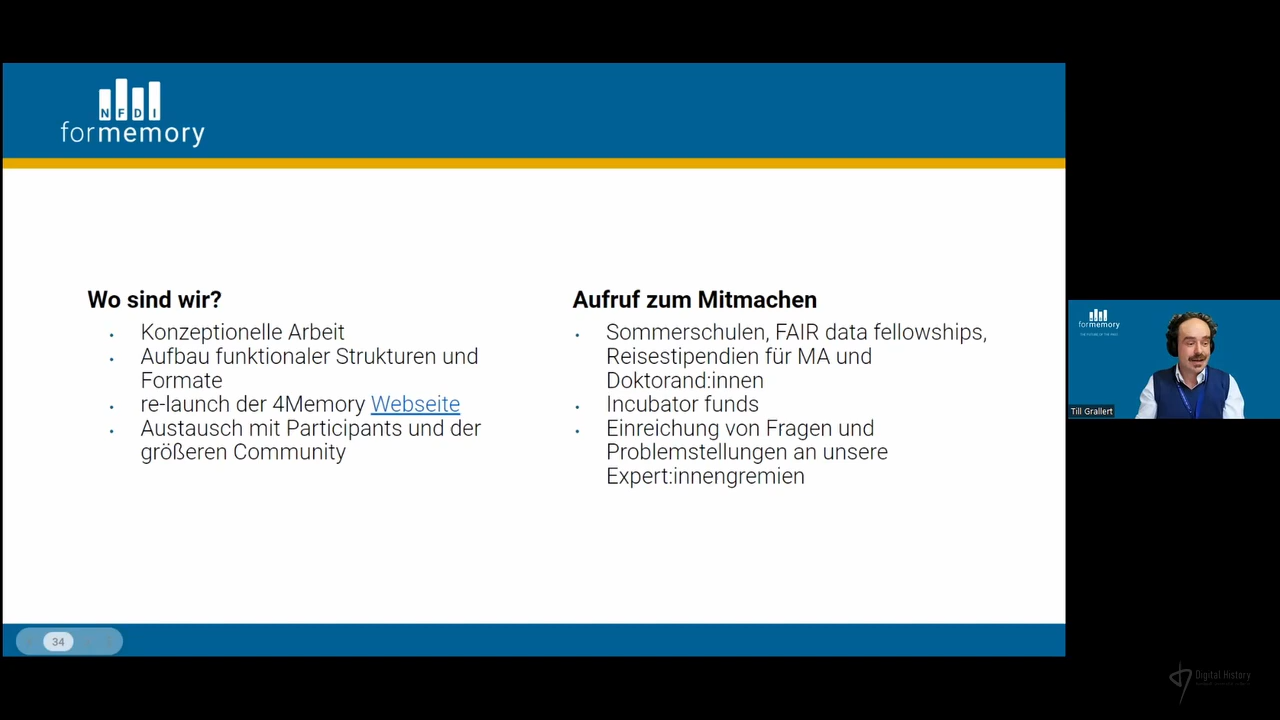 NFDI
formemory
Wo sind wir?
• Konzeptionelle Arbeit
• Aufbau funktionaler Strukturen und
Formate
• re-launch der 4Memory Webseite
• Austausch mit Participants und der
größeren Community
Aufruf zum Mitmachen
• Sommerschulen, FAIR data fellowships,
Reisestipendien für MA und
Doktorand:innen
• Incubator funds
• Einreichung von Fragen und
Problemstellungen an unsere
Expert:innengremien
34
formemory
Till Grallert
Digital History